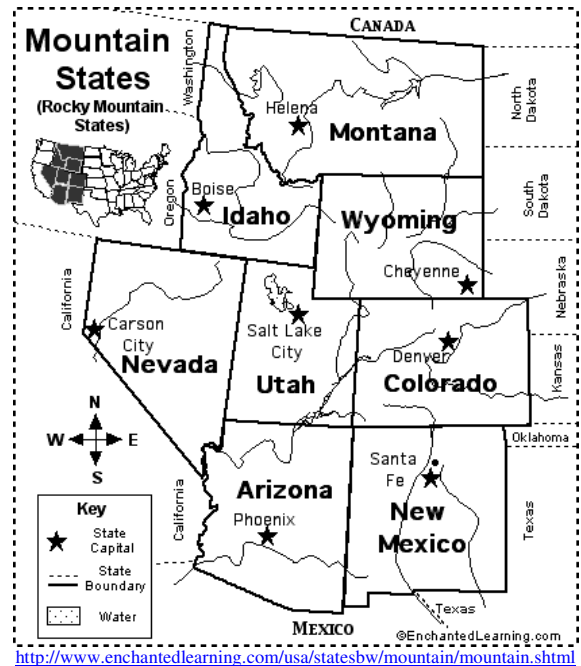 Mountain
States
(Rocky Mountain
States)
CANADA
Washington
Oregon
Helena
Montana
North
Dakota
Boise
Idaho
Wyoming
South
Dakota
Cheyenne
Nebraska
California
Carson
City
Nevada
Salt Lake
City
Utah
Denver
Colorado
Kansas
N
W
E
S
Oklahoma
California
Arizona
Phoenix
Santa
Fe
New
Mexico
Texas
Key
State
Capital
State
Boundary
Water
Texas
MEXICO
©EnchantedLearning.com
http://www.enchantedlearning.com/usa/statesbw/mountain/mountain.shtml